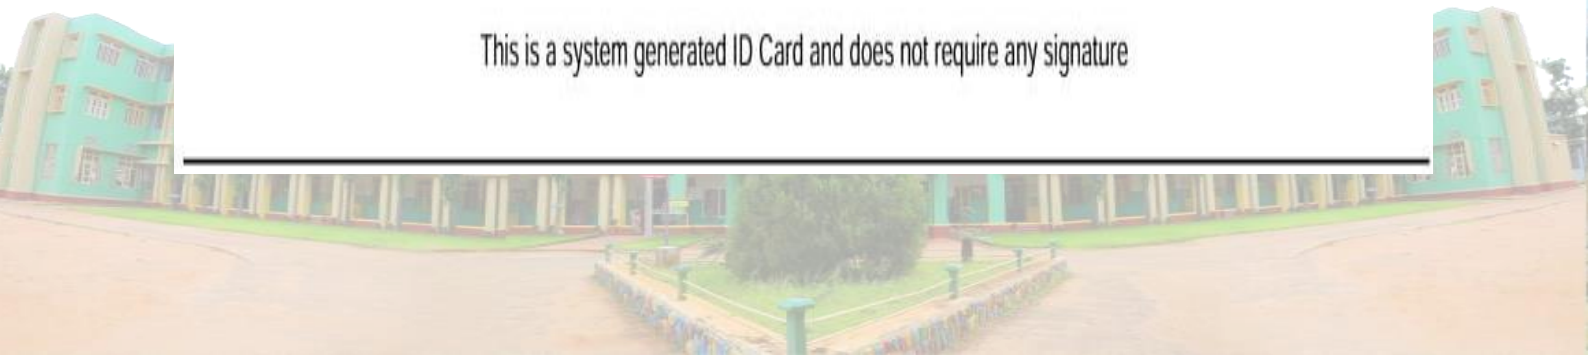 This is a system generated ID Card and does not require any signature